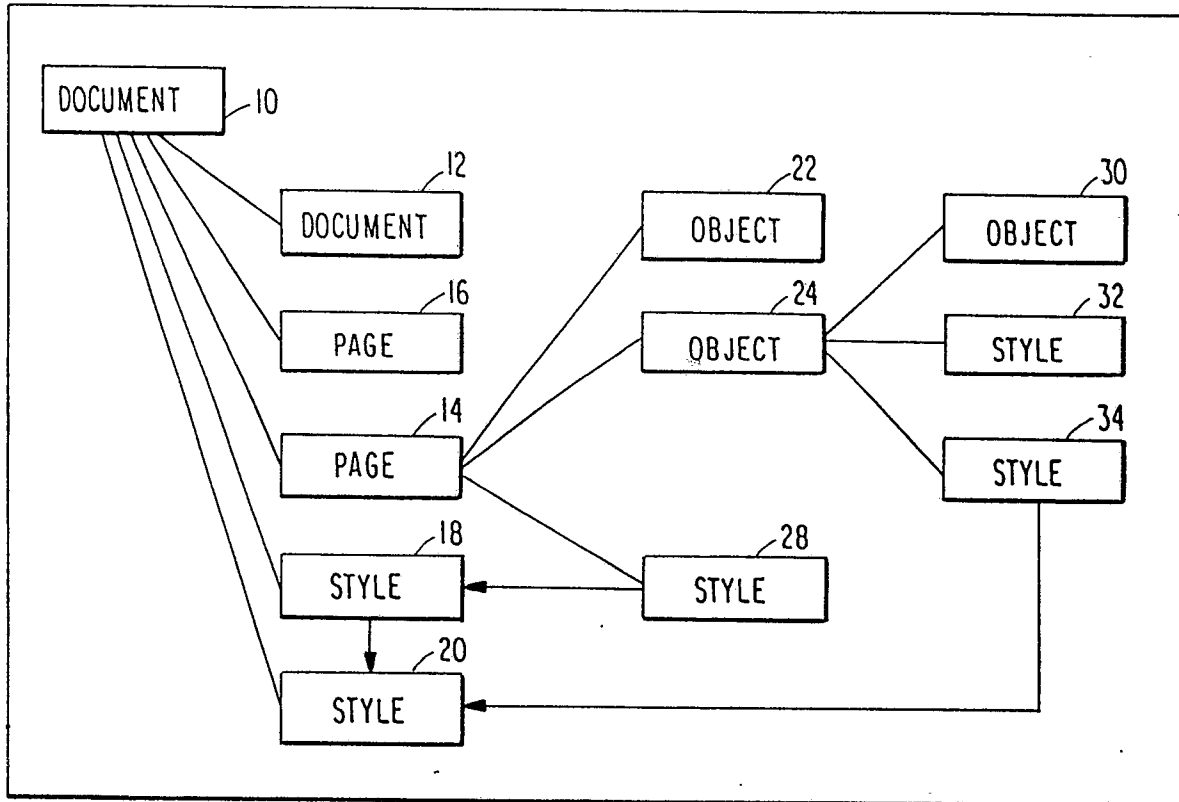 DOCUMENT
10
12
DOCUMENT
22
OBJECT
30
OBJECT
16
PAGE
24
OBJECT
32
STYLE
14
PAGE
34
STYLE
18
STYLE
28
STYLE
20
STYLE